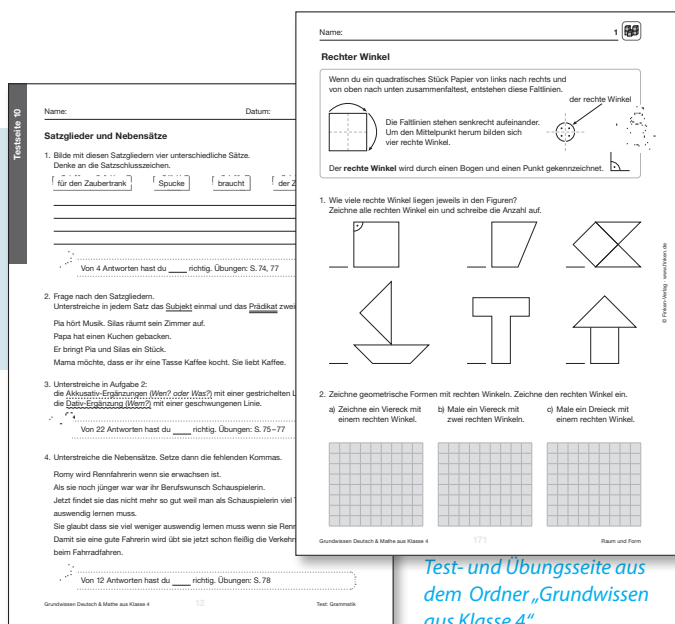 Testseite 10
Name: Datum:
Satzglieder und Nebensätze
1. Bilde mit diesen Satzgliedern vier unterschiedliche Sätze.
Denke an die Satzschlusszeichen.
für den Zaubertrank Spucke braucht der
Von 4 Antworten hast du ____ richtig. Übungen: S. 74, 77
2. Frage nach den Satzgliedern.
Unterstreiche in jedem Satz das Subjekt einmal und das Prädikat
Pia hört Musik. Silas räumt sein Zimmer auf.
Papa hat einen Kuchen gebacken.
Er bringt Pia und Silas ein Stück.
Mama möchte, dass er ihr eine Tasse Kaffee kocht. Sie liebt Kaffee.
3. Unterstreiche in Aufgabe 2:
die Akkusativ-Ergänzungen (Wen? oder Was?) mit einer gestrichelten
die Dativ-Ergänzung (Wem?) mit einer geschwungenen Linie.
Von 22 Antworten hast du ____ richtig. Übungen: S. 75–77
4. Unterstreiche die Nebensätze. Setze dann die fehlenden Kommas.
Romy wird Rennfahrerin wenn sie erwachsen ist.
Als sie noch jünger war war ihr Berufswunsch Schauspielerin.
Jetzt findet sie das nicht mehr so gut weil man als Schauspielerin viel
auswendig lernen muss.
Sie glaubt dass sie viel weniger auswendig lernen muss wenn sie
Damit sie eine gute Fahrerin wird übt sie jetzt schon fleißig die
beim Fahrradfahren.
Von 12 Antworten hast du ____ richtig. Übungen: S. 78
Grundwissen Deutsch & Mathe aus Klasse 4 12 Test: Grammatik
Name: 1
Rechter Winkel
Wenn du ein quadratisches Stück Papier von links nach rechts und
von oben nach unten zusammenfaltest, entstehen diese Faltlinien.
der rechte Winkel
Die Faltlinien stehen senkrecht aufeinander.
Um den Mittelpunkt herum bilden sich
vier rechte Winkel.
Der rechte Winkel wird durch einen Bogen und einen Punkt gekennzeichnet.
1. Wie viele rechte Winkel liegen jeweils in den Figuren?
Zeichne alle rechten Winkel ein und schreibe die Anzahl auf.
© Finken-Verlag · www.finken.de
2. Zeichne geometrische Formen mit rechten Winkeln. Zeichne den rechten Winkel ein.
a) Zeichne ein Viereck mit
einem rechten Winkel.
b) Male ein Viereck mit
zwei rechten Winkeln.
c) Male ein Dreieck mit
einem rechten Winkel.
Grundwissen Deutsch & Mathe aus Klasse 4 171 Raum und Form
Test- und Übungsseite aus
dem Ordner „Grundwissen
aus Klasse 4“